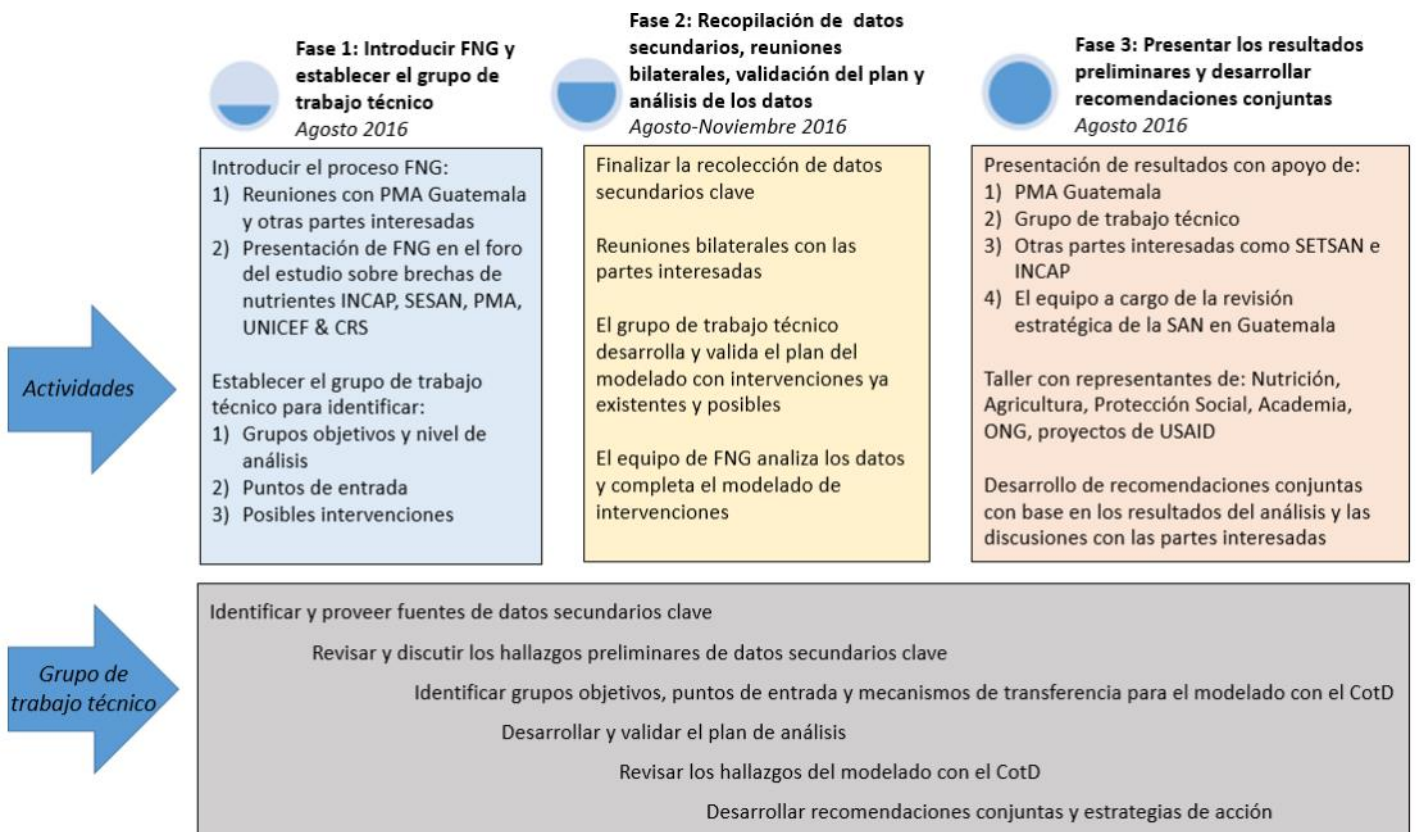 Fase 1: Introducir FNG y
establecer el grupo de
trabajo técnico
Agosto 2016
Fase 2: Recopilación de datos
secundarios, reuniones
bilaterales, validación del plan y
análisis de los datos
Agosto-Noviembre 2016
Fase 3: Presentar los resultados
preliminares y desarrollar
recomendaciones conjuntas
Agosto 2016
Actividades
Introducir el proceso FNG:
1) Reuniones con PMA Guatemala
y otras partes interesadas
2) Presentación de FNG en el foro
del estudio sobre brechas de
nutrientes INCAP, SESAN, PMA,
UNICEF & CRS
Establecer el grupo de trabajo
técnico para identificar:
1) Grupos objetivos y nivel de
análisis
2) Puntos de entrada
3) Posibles intervenciones
Finalizar la recolección de datos
secundarios clave
Reuniones bilaterales con las
partes interesadas
El grupo de trabajo técnico
desarrolla y valida el plan del
modelado con intervenciones ya
existentes y posibles
El equipo de FNG analiza los datos
y completa el modelado de
intervenciones
Presentación de resultados con apoyo de:
1) PMA Guatemala
2) Grupo de trabajo técnico
3) Otras partes interesadas como SETSAN e
INCAP
4) El equipo a cargo de la revisión
estratégica de la SAN en Guatemala
Taller con representantes de: Nutrición,
Agricultura, Protección Social, Academia,
ONG, proyectos de USAID
Desarrollo de recomendaciones conjuntas
con base en los resultados del análisis y las
discusiones con las partes interesadas
Grupo de
trabajo técnico
Identificar y proveer fuentes de datos secundarios clave
Revisar y discutir los hallazgos preliminares de datos secundarios clave
Identificar grupos objetivos, puntos de entrada y mecanismos de transferencia para el modelado con el CotD
Desarrollar y validar el plan de análisis
Revisar los hallazgos del modelado con el CotD
Desarrollar recomendaciones conjuntas y estrategias de acción